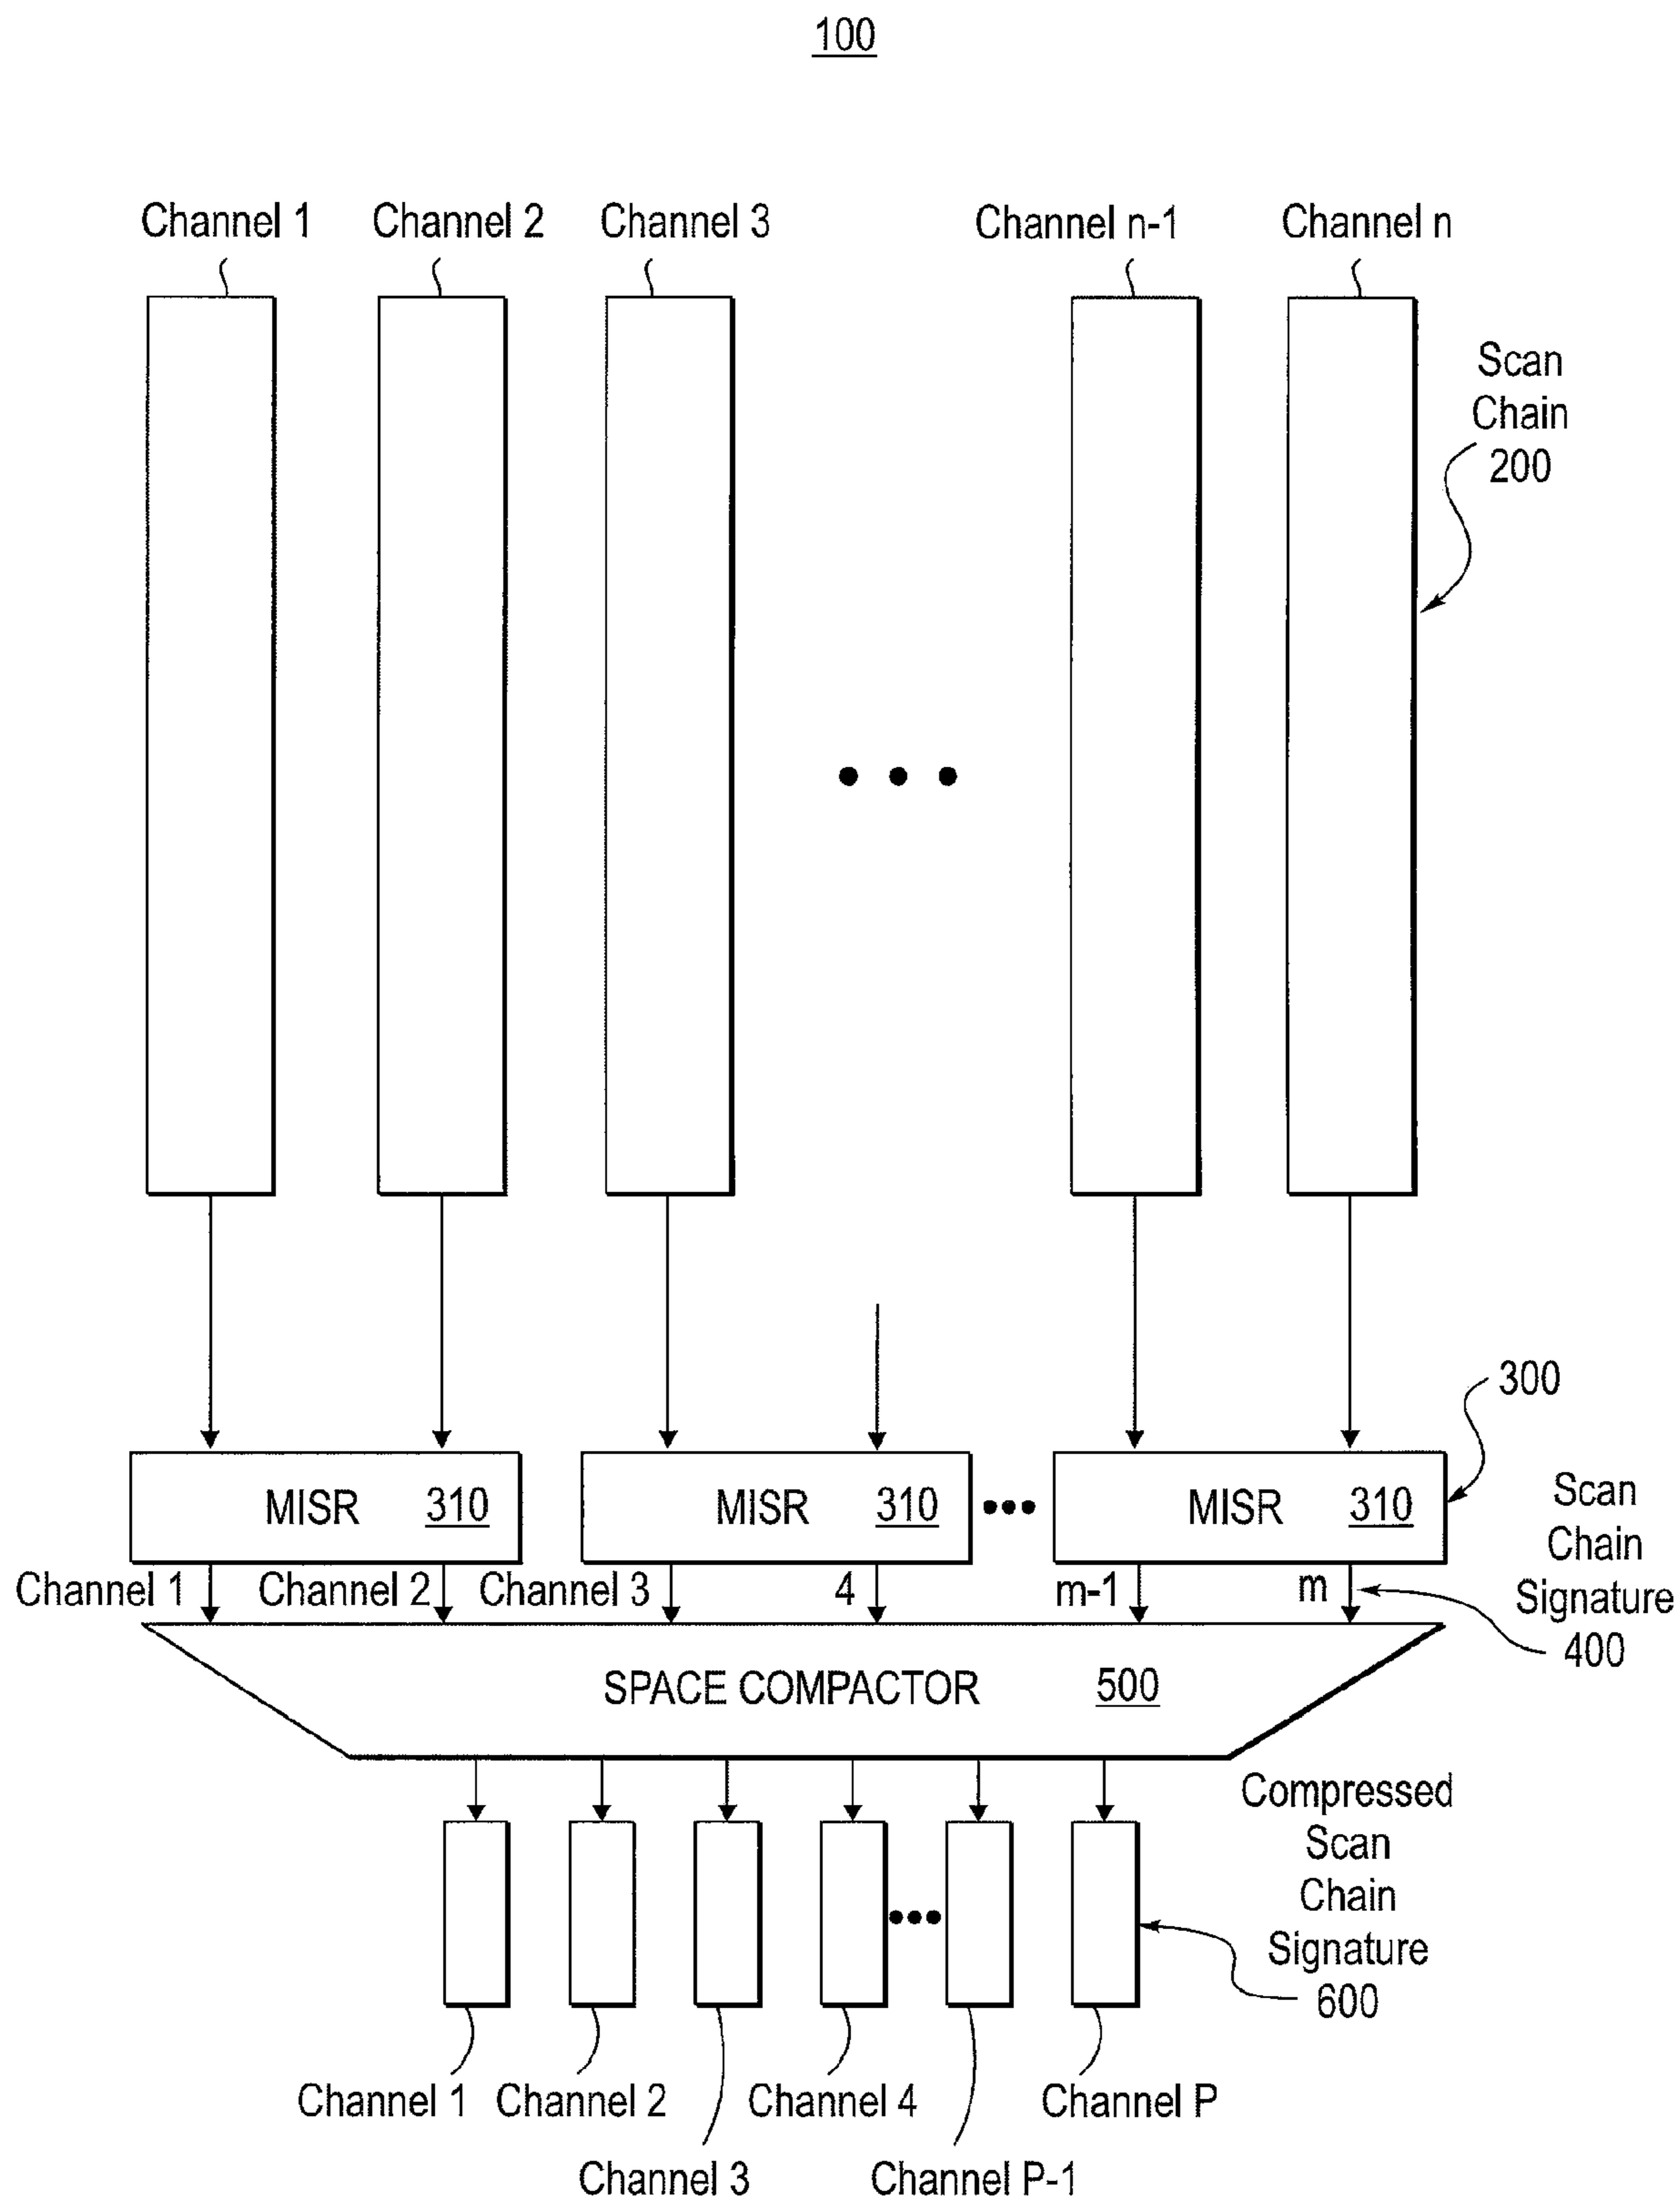 100
Channel 1
Channel 2
Channel 3
Channel n-1
Channel n
Scan
Chain
200
300
MISR 310
MISR 310
MISR 310
Scan
Chain
Signature
400
Channel 1
Channel 2
Channel 3
4
m-1
m
SPACE COMPACTOR 500
Compressed
Scan
Chain
Signature
600
Channel 1
Channel 2
Channel 4
Channel P
Channel 3
Channel P-1